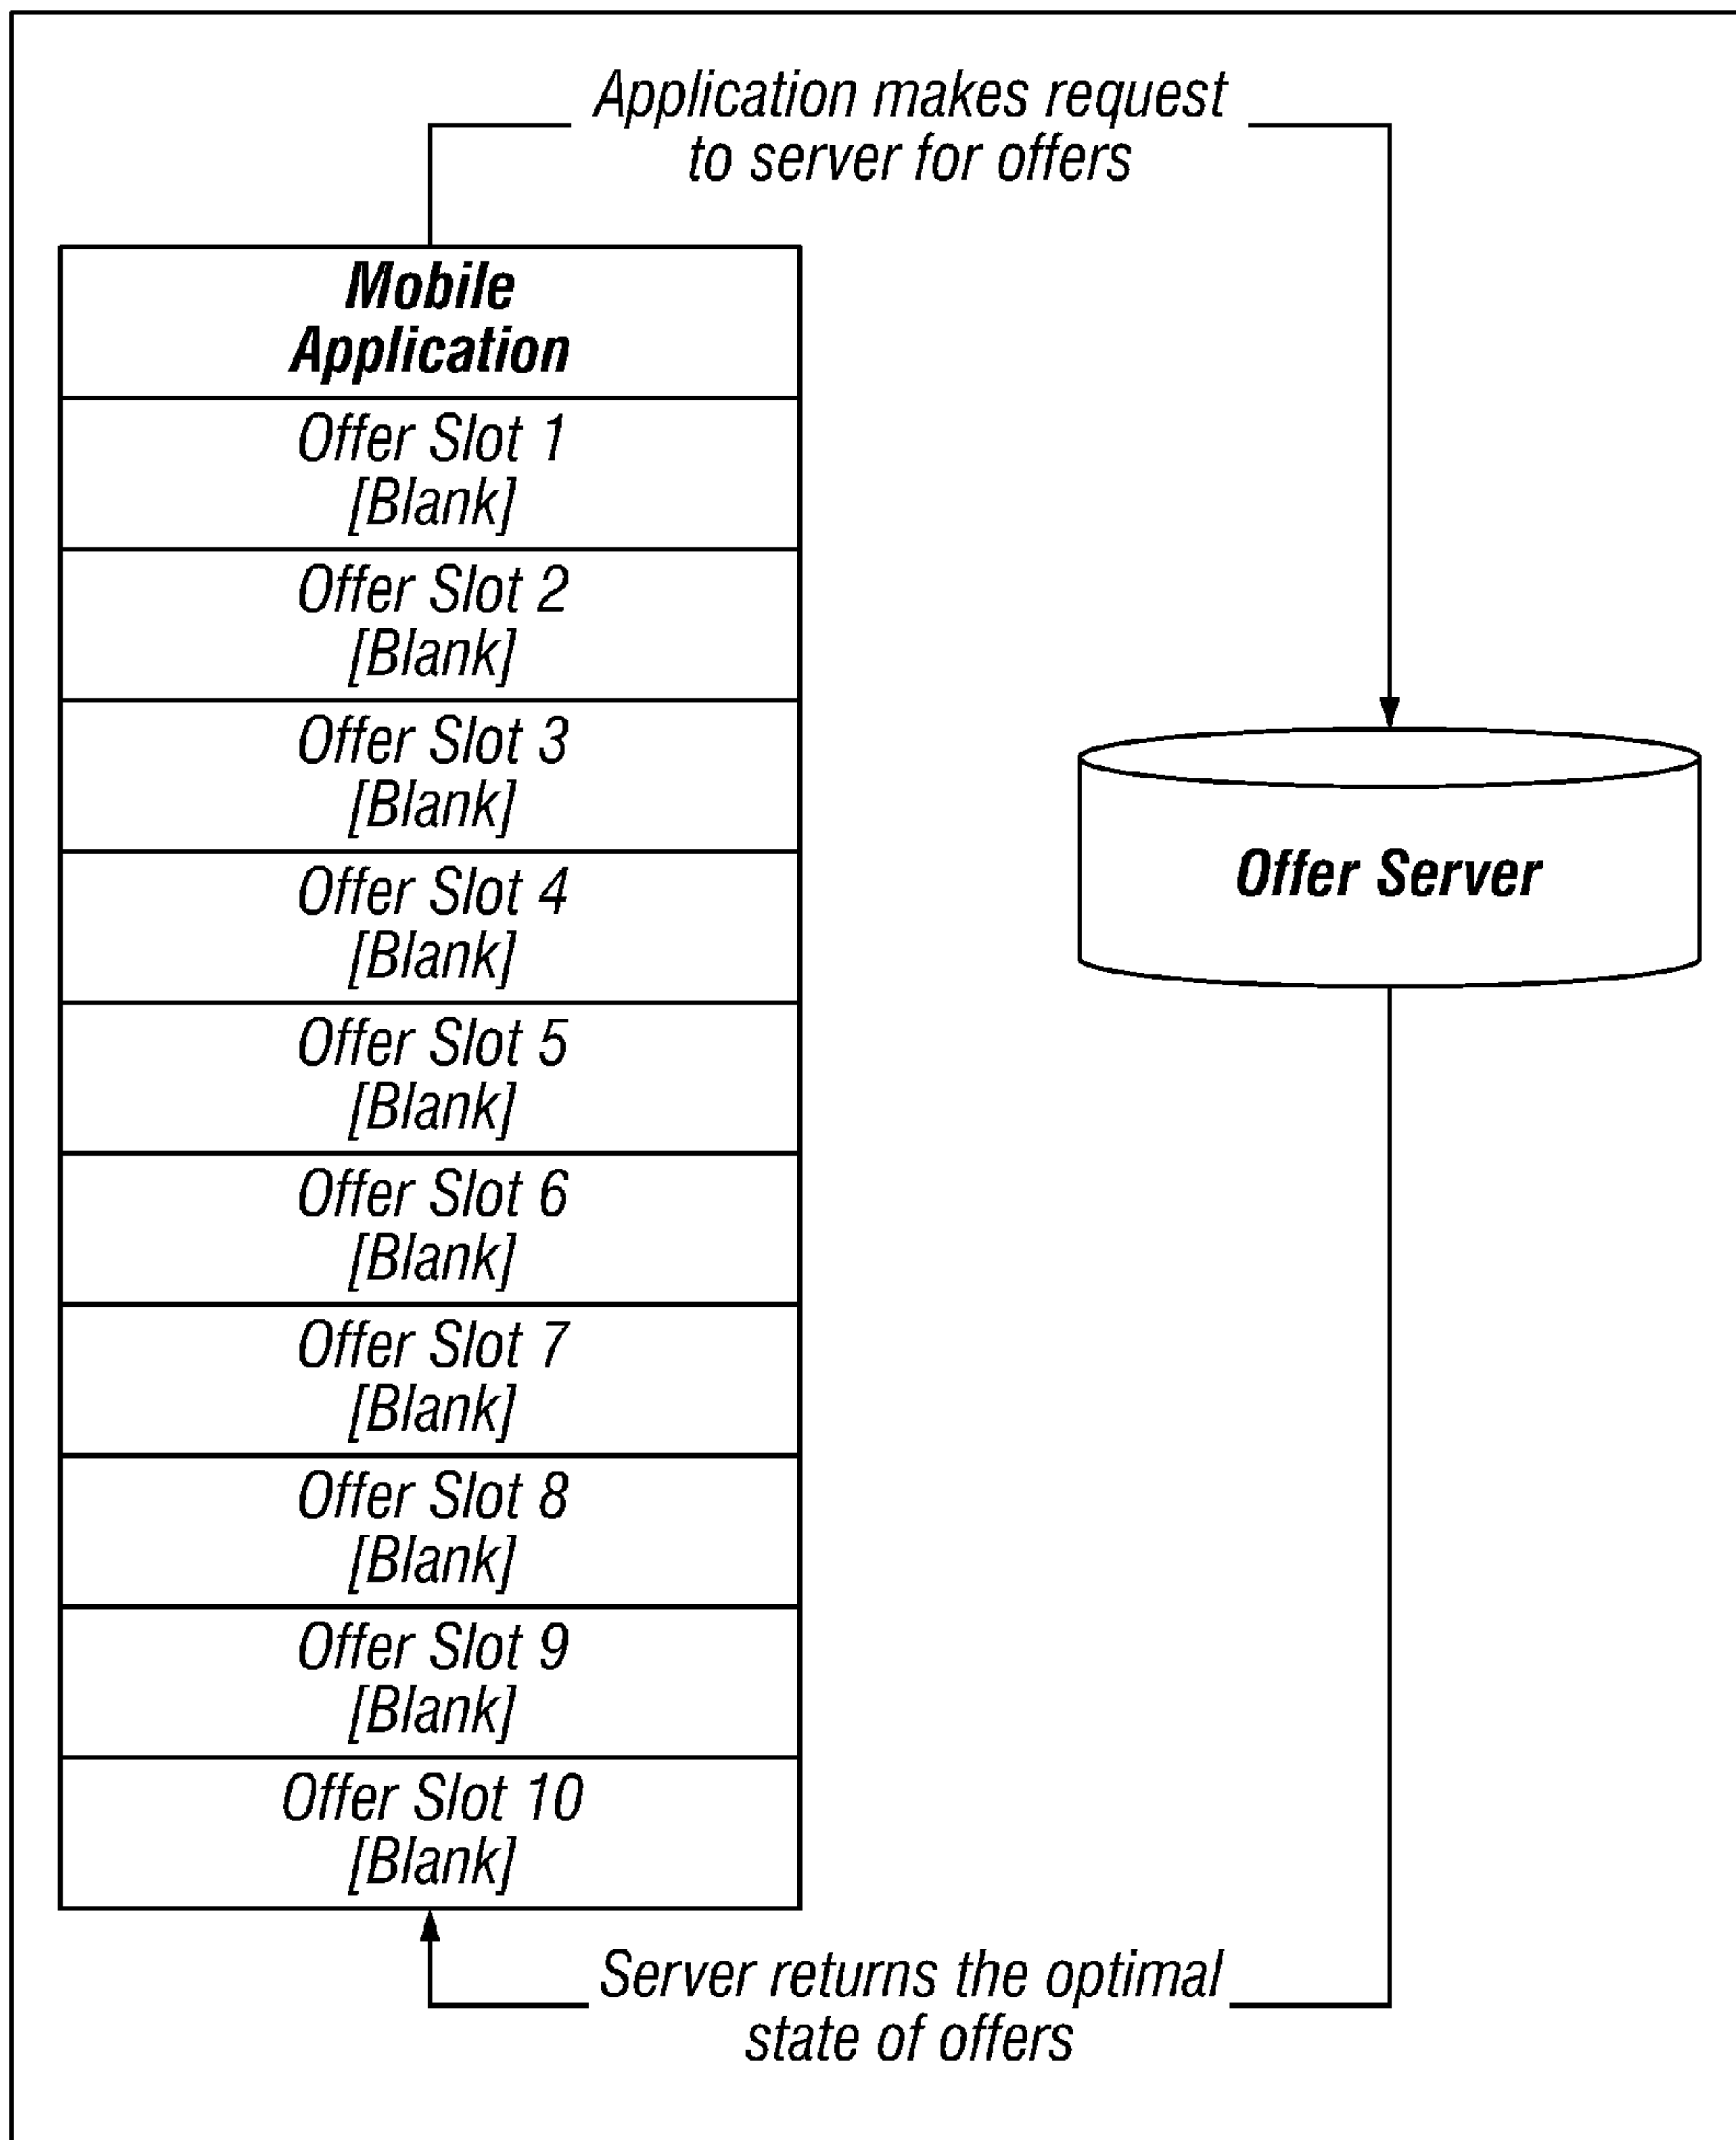 Application makes request
to server for offers
Mobile
Application
Offer Slot 1
[Blank]
Offer Slot 2
[Blank]
Offer Slot 3
[Blank]
Offer Slot 4
[Blank]
Offer Slot 5
[Blank]
Offer Slot 6
[Blank]
Offer Slot 7
[Blank]
Offer Slot 8
[Blank]
Offer Slot 9
[Blank]
Offer Slot 10
[Blank]
Offer Server
Server returns the optimal
state of offers